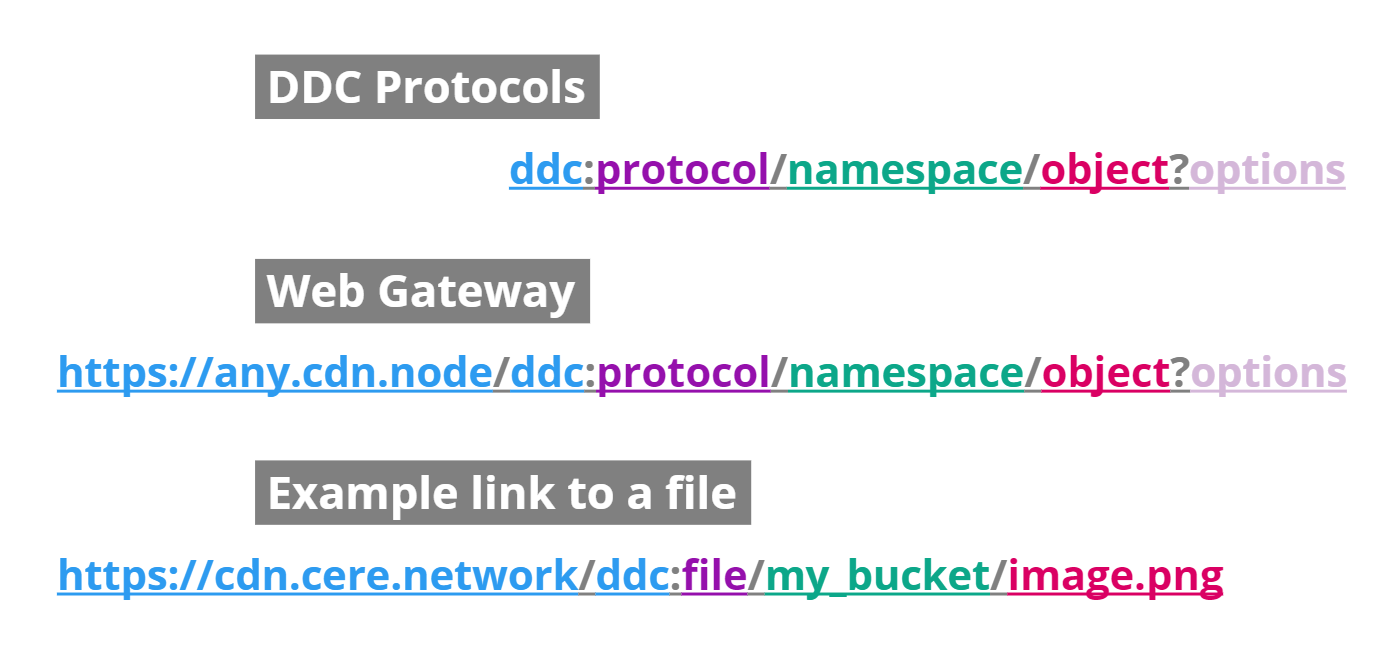 DDC Protocols
ddc:protocol/namespace/object?options
Web Gateway
https://any.cdn.node/ddc:protocol/namespace/object?options
Example link to a file
https://cdn.cere.network/ddc:file/my_bucket/image.png